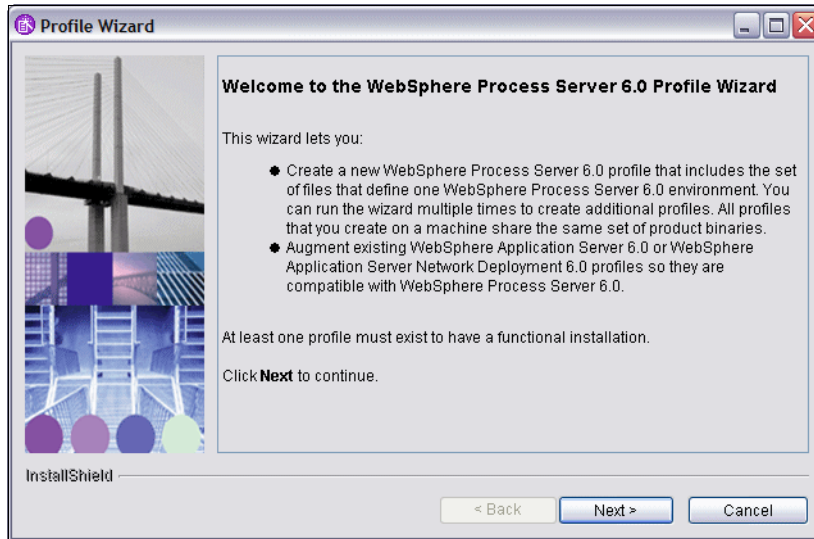 Profile Wizard
Welcome to the WebSphere Process Server 6.0 Profile Wizard
This wizard lets you:
● Create a new WebSphere Process Server 6.0 profile that includes the set
of files that define one WebSphere Process Server 6.0 environment. You
can run the wizard multiple times to create additional profiles. All profiles
that you create on a machine share the same set of product binaries.
● Augment existing WebSphere Application Server 6.0 or WebSphere
Application Server Network Deployment 6.0 profiles so they are
compatible with WebSphere Process Server 6.0.
At least one profile must exist to have a functional installation.
Click Next to continue.
InstallShield
< Back Next > Cancel